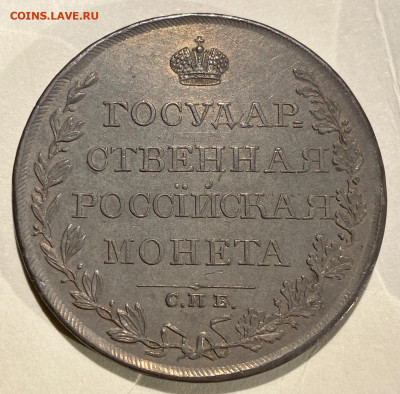 COINS.LAVE.RU
ГОСУДАР-
СТВЕННАЯ
РОССІЙСКАЯ
МОНЕТА
С.П.Б.